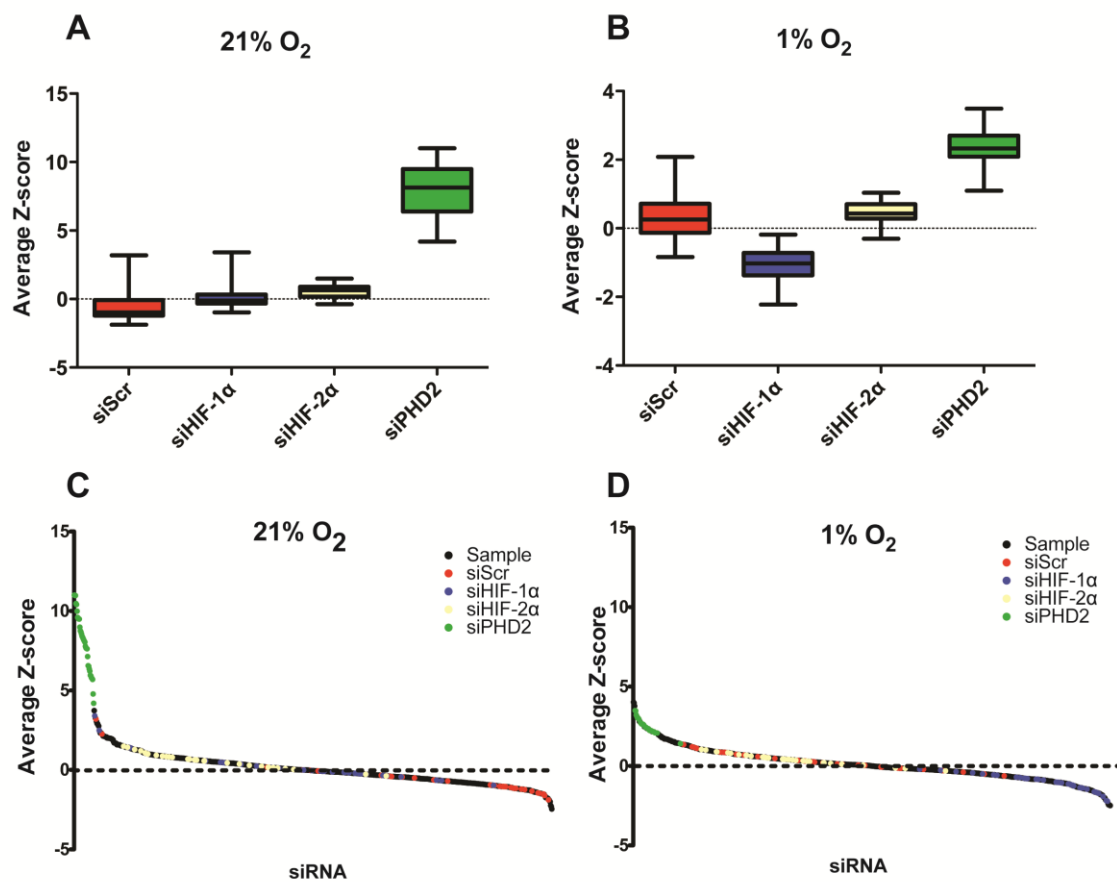 A
21% O2
Average Z-score
15
10
5
0
-5
siScr
siHIF-1α
siHIF-2α
siPHD2
B
1% O2
Average Z-score
4
2
0
-2
-4
siScr
siHIF-1α
siHIF-2α
siPHD2
C
21% O2
Average Z-score
15
10
5
0
-5
Sample
siScr
siHIF-1α
siHIF-2α
siPHD2
siRNA
D
1% O2
Average Z-score
15
10
5
0
-5
Sample
siScr
siHIF-1α
siHIF-2α
siPHD2
siRNA